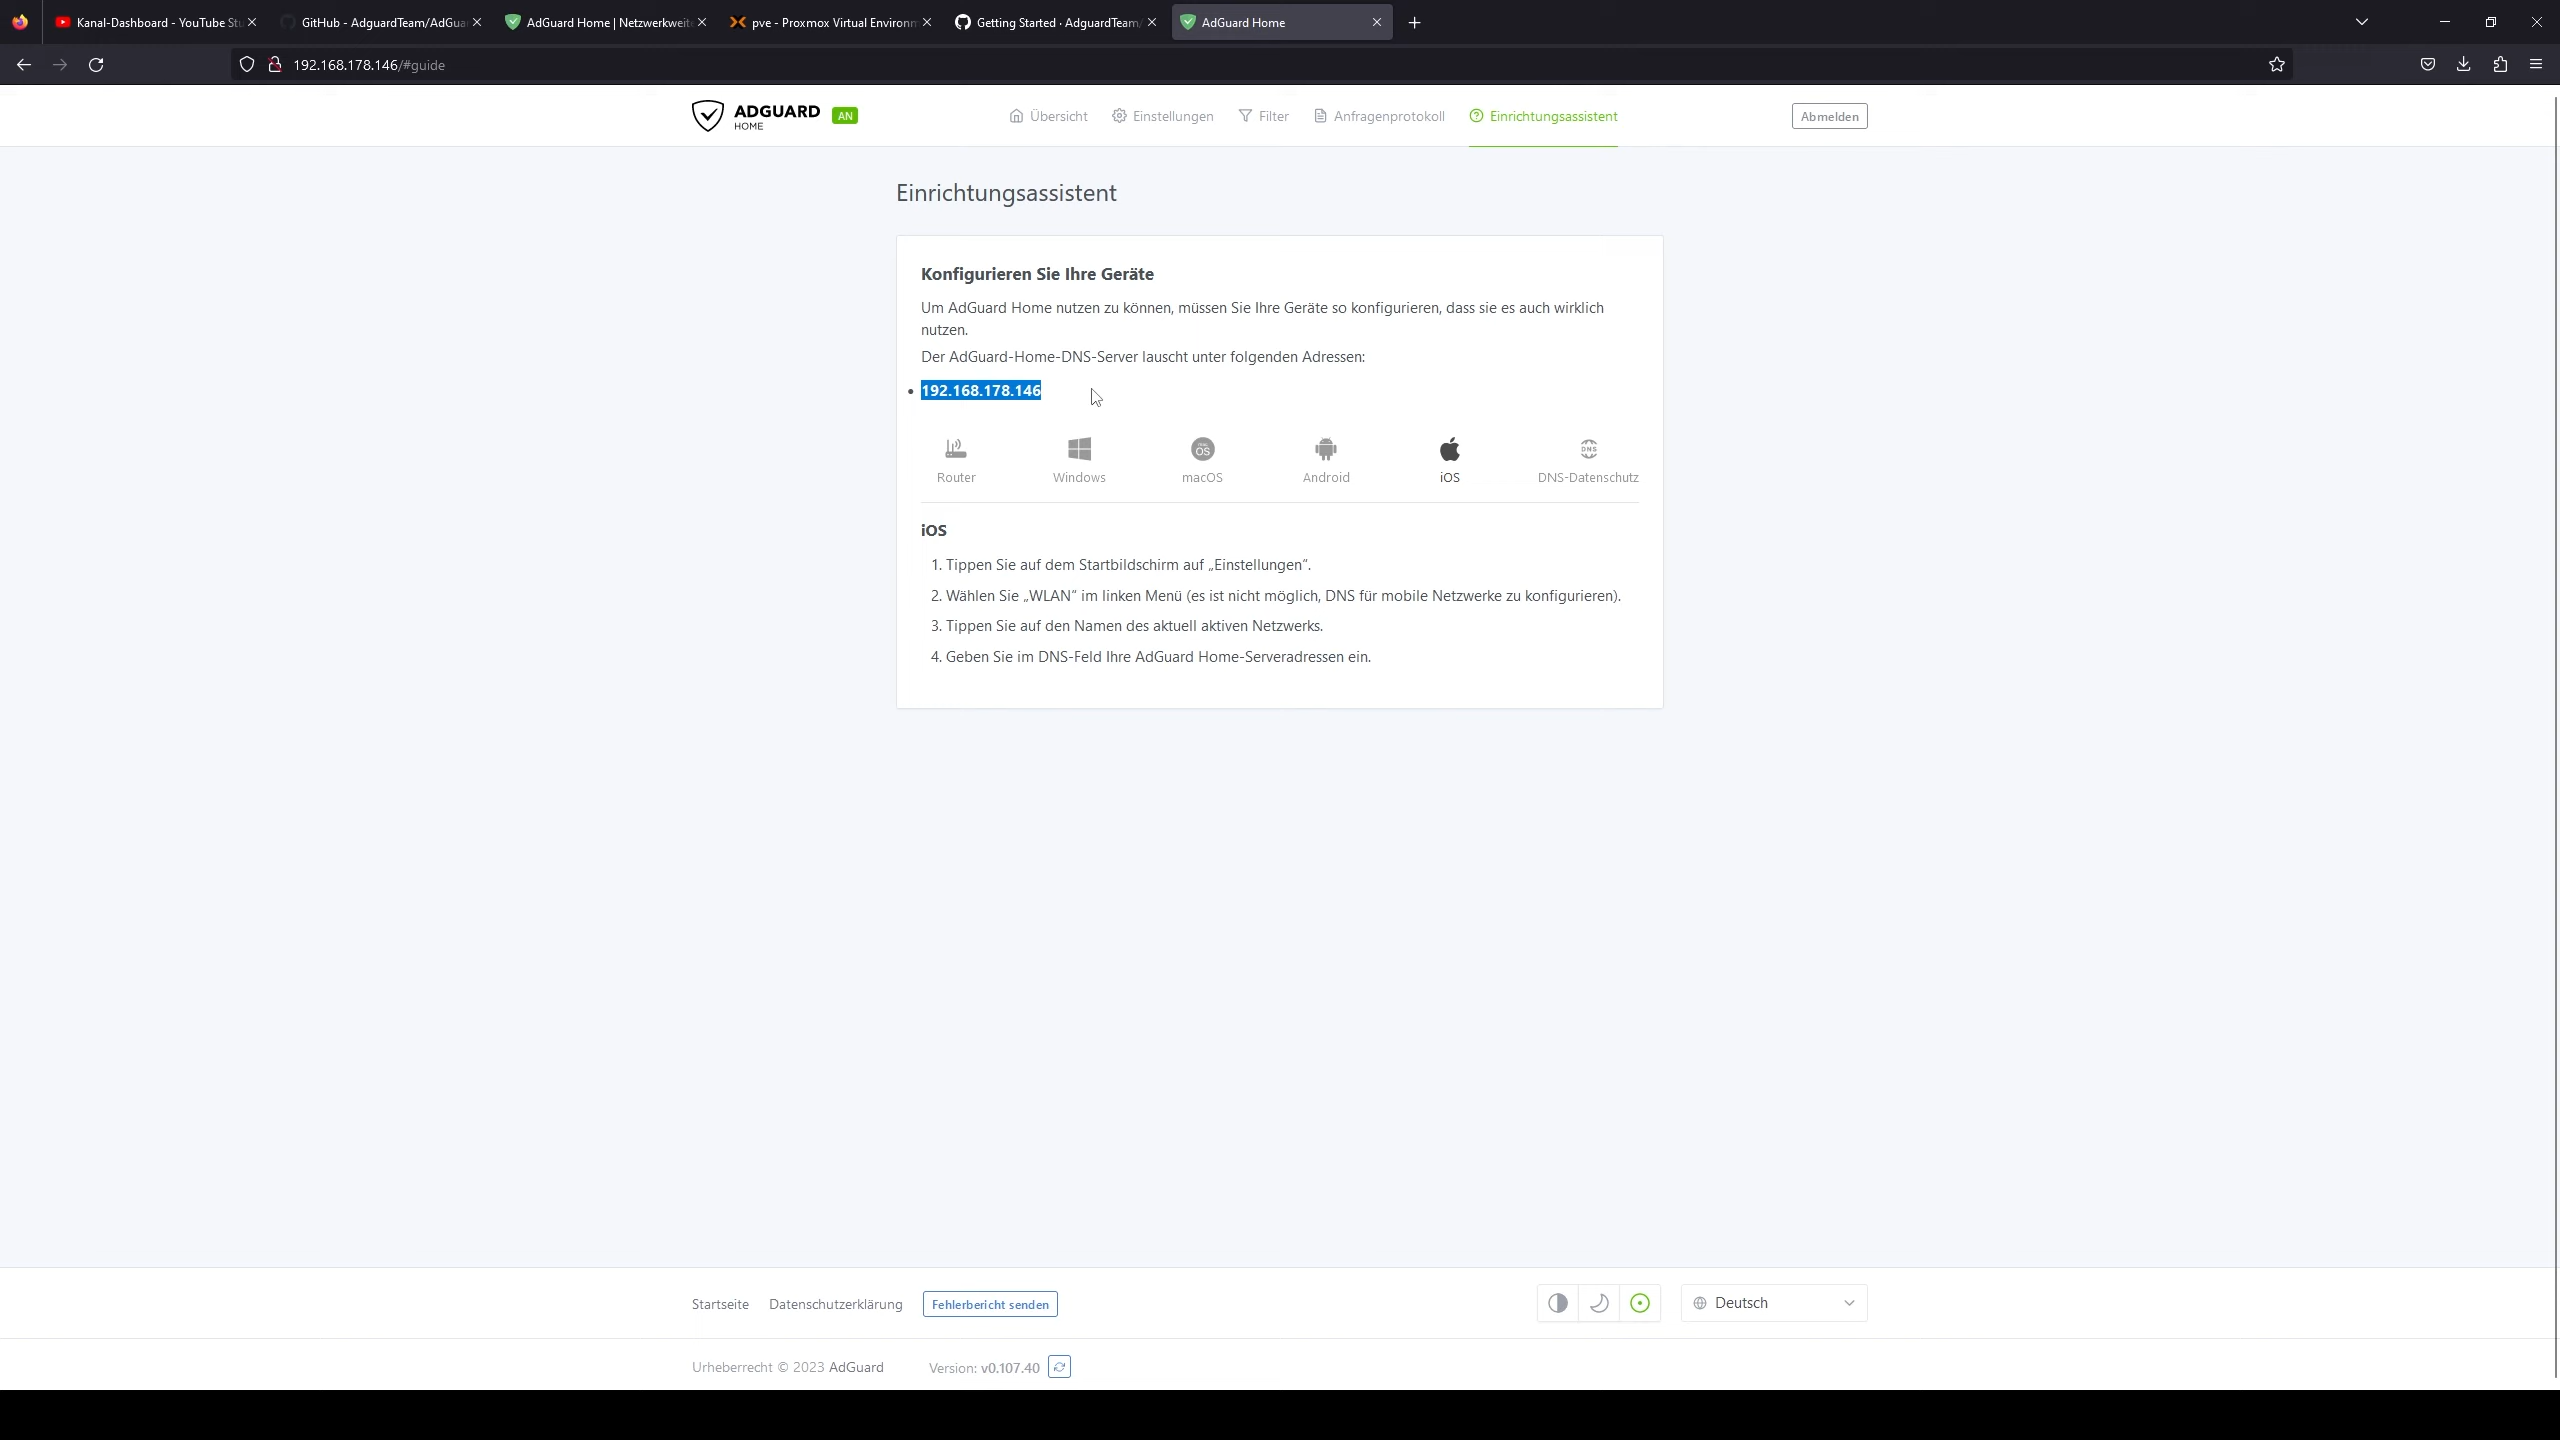 Kanal-Dashboard - YouTube Stu
GitHub - AdguardTeam/AdGua
AdGuard Home | Netzwerkweit
pve - Proxmox Virtual Environm
Getting Started · AdguardTeam/
AdGuard Home
192.168.178.146/#guide
ADGUARD
HOME
AN
Übersicht
Einstellungen
Filter
Anfragenprotokoll
Einrichtungsassistent
Abmelden
Einrichtungsassistent
Konfigurieren Sie Ihre Geräte
Um AdGuard Home nutzen zu können, müssen Sie Ihre Geräte so konfigurieren, dass sie es auch wirklich
nutzen.
Der AdGuard-Home-DNS-Server lauscht unter folgenden Adressen:
• 192.168.178.146
Router
Windows
macOS
Android
iOS
DNS-Datenschutz
iOS
1. Tippen Sie auf dem Startbildschirm auf „Einstellungen“.
2. Wählen Sie „WLAN“ im linken Menü (es ist nicht möglich, DNS für mobile Netzwerke zu konfigurieren).
3. Tippen Sie auf den Namen des aktuell aktiven Netzwerks.
4. Geben Sie im DNS-Feld Ihre AdGuard Home-Serveradressen ein.
Startseite
Datenschutzerklärung
Fehlerbericht senden
Deutsch
Urheberrecht © 2023 AdGuard
Version: v0.107.40